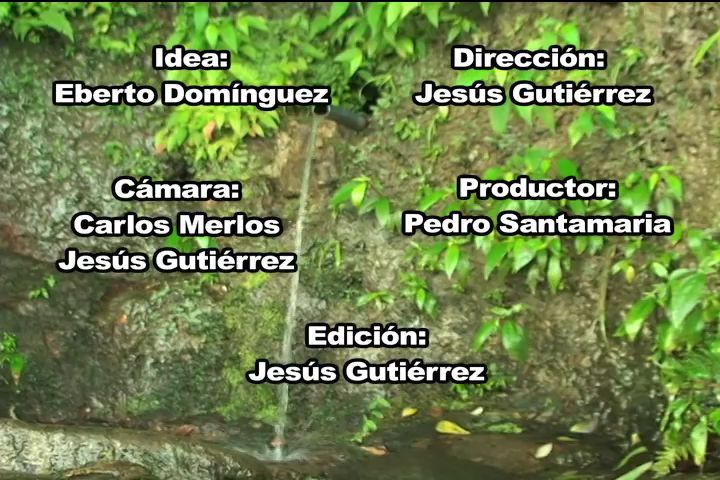 Idea:
Eberto Domínguez
Dirección:
Jesús Gutiérrez
Cámara:
Carlos Merlos
Jesús Gutiérrez
Productor:
Pedro Santamaria
Edición:
Jesús Gutiérrez